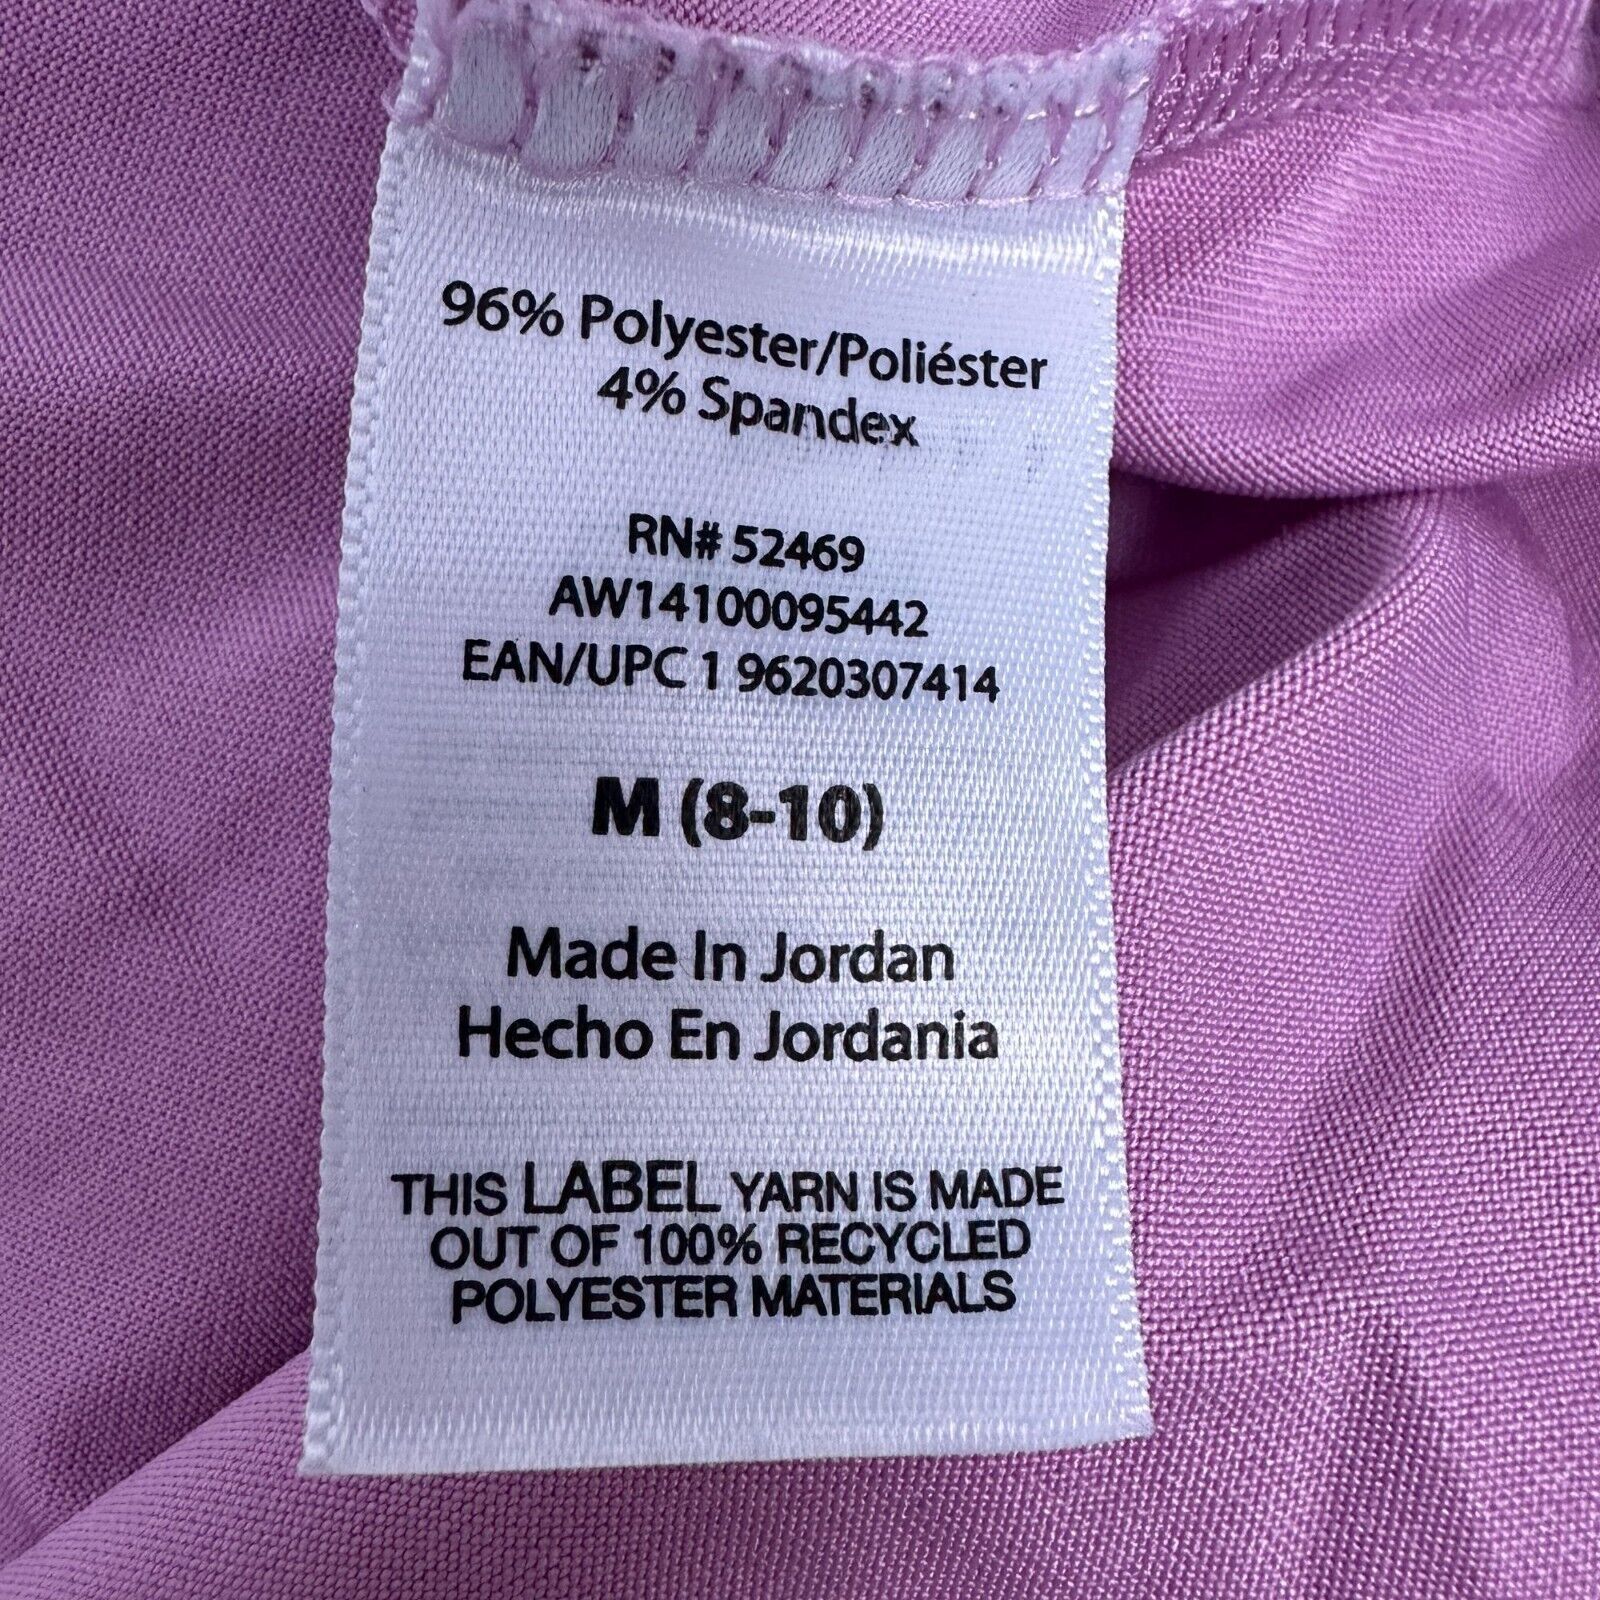 96% Polyester/Poliéster
4% Spandex
RN# 52469
AW14100095442
EAN/UPC 1 9620307414
M (8-10)
Made In Jordan
Hecho En Jordania
THIS LABEL YARN IS MADE
OUT OF 100% RECYCLED
POLYESTER MATERIALS